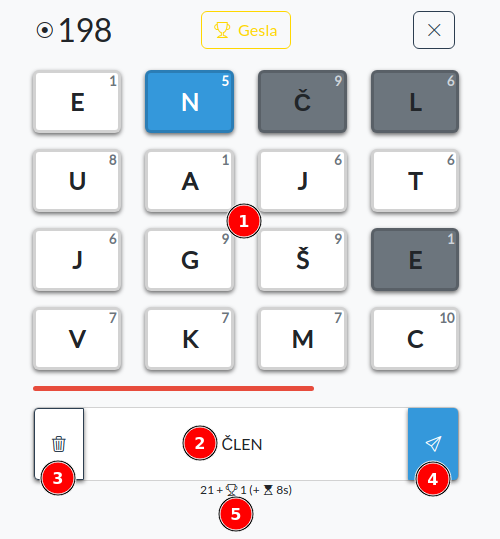 198 Gesla
E 1 N 5 Č 9 L 6
U 8 A 1 J 6 T 6
1
J 6 G 9 Š 9 E 1
V 7 K 7 M 7 C 10
2 ČLEN
3 4
21 + 1 (+ 8s)
5